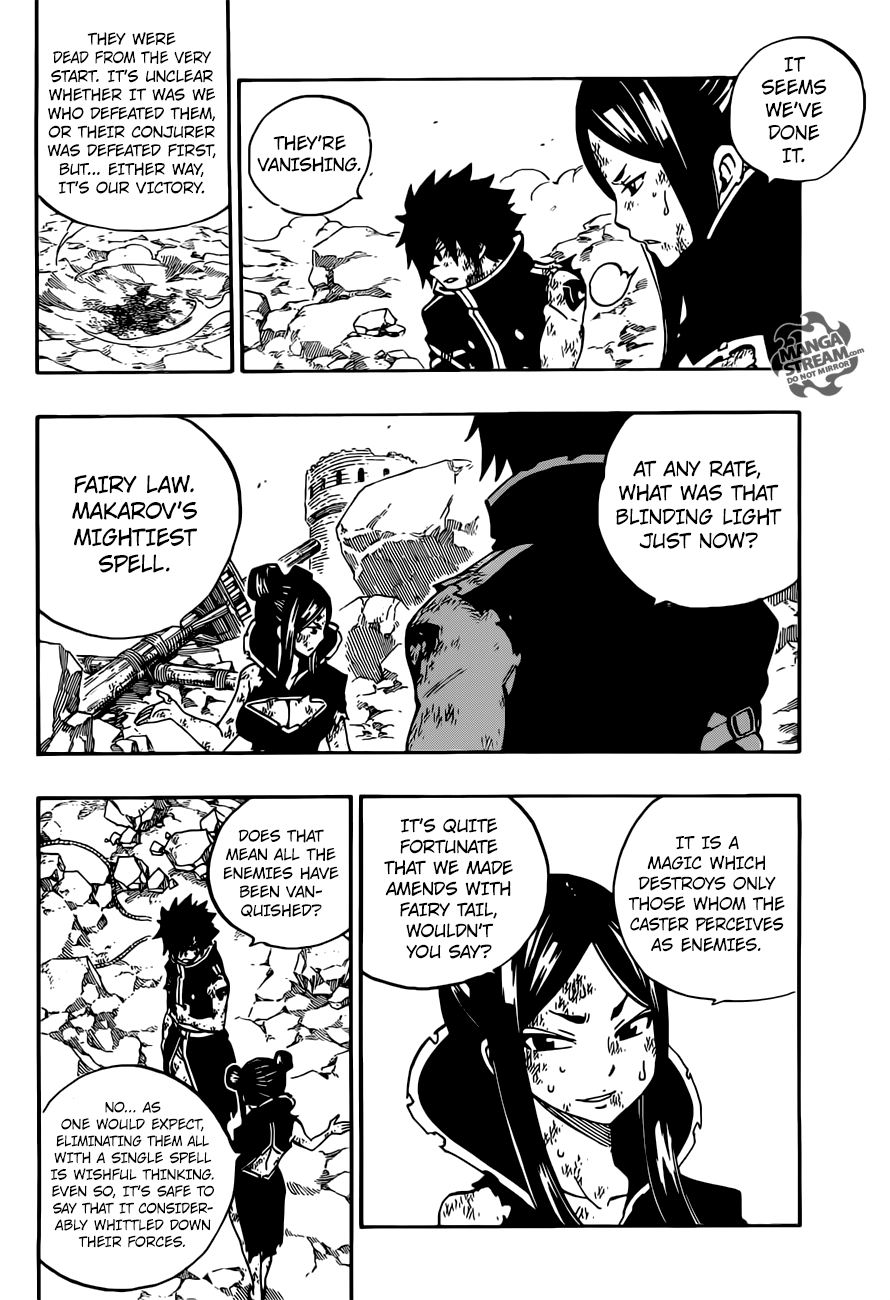 IT
SEEMS
WE'VE
DONE
IT.
THEY'RE
VANISHING.
THEY WERE
DEAD FROM THE VERY
START. IT'S UNCLEAR
WHETHER IT WAS WE
WHO DEFEATED THEM,
OR THEIR CONJURER
WAS DEFEATED FIRST,
BUT... EITHER WAY,
IT'S OUR VICTORY.
MANGA
STREAM.com
DO NOT MIRROR
AT ANY RATE,
WHAT WAS THAT
BLINDING LIGHT
JUST NOW?
FAIRY LAW.
MAKAROV'S
MIGHTIEST
SPELL.
IT IS A
MAGIC WHICH
DESTROYS ONLY
THOSE WHOM THE
CASTER PERCEIVES
AS ENEMIES.
IT'S QUITE
FORTUNATE
THAT WE MADE
AMENDS WITH
FAIRY TAIL,
WOULDN'T
YOU SAY?
DOES THAT
MEAN ALL THE
ENEMIES HAVE
BEEN VAN-
QUISHED?
NO... AS
ONE WOULD EXPECT,
ELIMINATING THEM ALL
WITH A SINGLE SPELL
IS WISHFUL THINKING.
EVEN SO, IT'S SAFE TO
SAY THAT IT CONSIDER-
ABLY WHITTLED DOWN
THEIR FORCES.